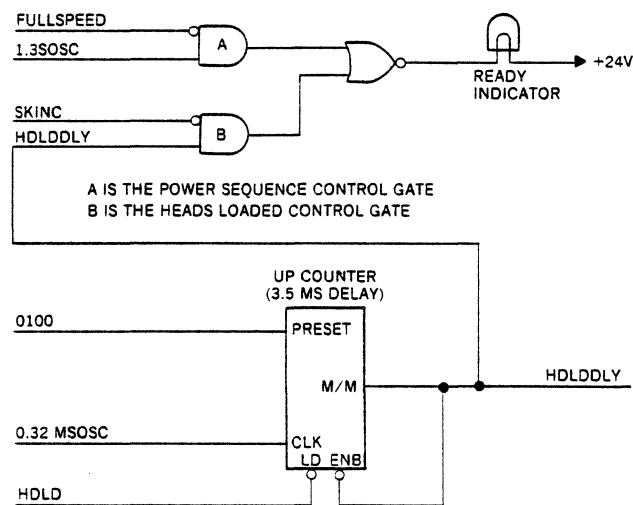 FULLSPEED
1.3SOSC
A
+24V
READY
INDICATOR
SKINC
HDLDDLY
B
A IS THE POWER SEQUENCE CONTROL GATE
B IS THE HEADS LOADED CONTROL GATE
UP COUNTER
(3.5 MS DELAY)
0100
PRESET
M/M
HDLDDLY
0.32 MSOSC
CLK
LD ENB
HDLD